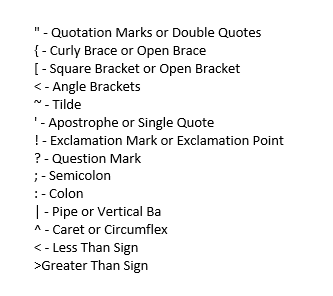 " - Quotation Marks or Double Quotes
{ - Curly Brace or Open Brace
[ - Square Bracket or Open Bracket
< - Angle Brackets
~ - Tilde
' - Apostrophe or Single Quote
! - Exclamation Mark or Exclamation Point
? - Question Mark
; - Semicolon
: - Colon
| - Pipe or Vertical Ba
^ - Caret or Circumflex
< - Less Than Sign
>Greater Than Sign